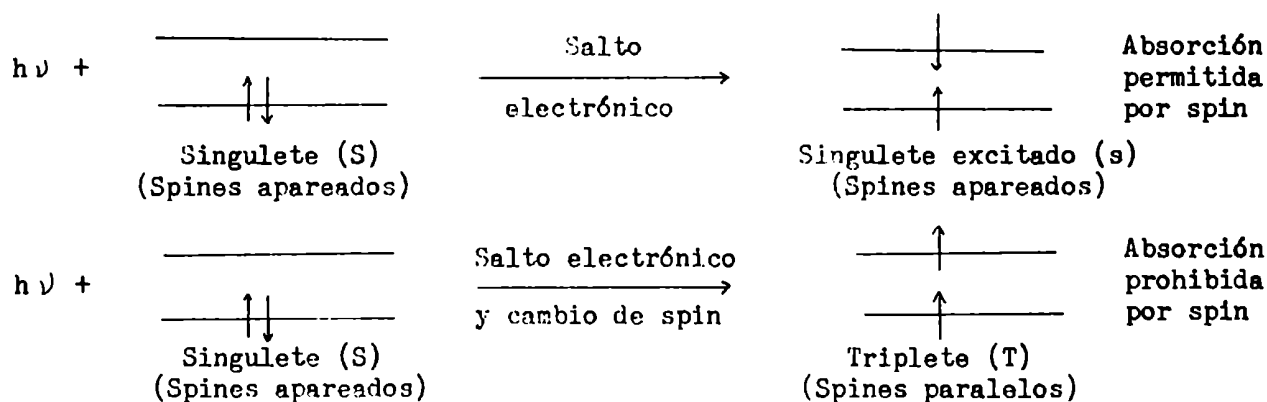 hν +
Salto
electrónico
Absorción
permitida
por spin
Singulete (S)
(Spines apareados)
Singulete excitado (s)
(Spines apareados)
hν +
Salto electrónico
y cambio de spin
Absorción
prohibida
por spin
Singulete (S)
(Spines apareados)
Triplete (T)
(Spines paralelos)